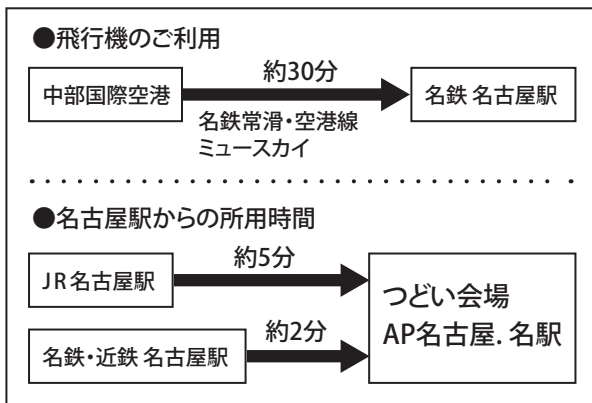 ●飛行機のご利用
約30分
中部国際空港
名鉄 名古屋駅
名鉄常滑・空港線
ミュースカイ
●名古屋駅からの所用時間
約5分
JR名古屋駅
つどい会場
AP名古屋. 名駅
約2分
名鉄・近鉄 名古屋駅